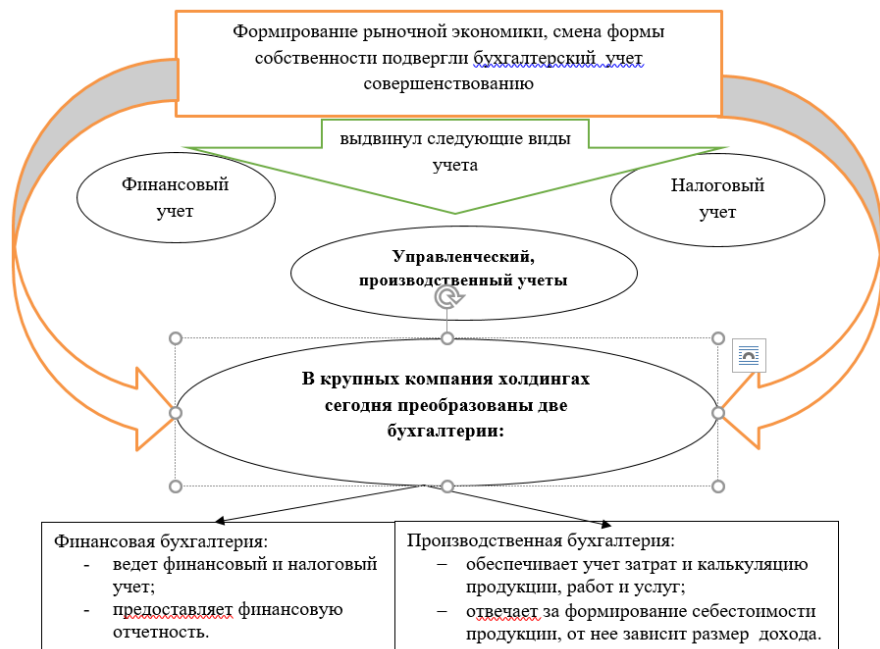 Формирование рыночной экономики, смена формы
собственности подвергли бухгалтерский учет
совершенствованию
выдвинул следующие виды
учета
Финансовый
учет
Налоговый
учет
Управленческий,
производственный учеты
В крупных компания холдингах
сегодня преобразованы две
бухгалтерии:
Финансовая бухгалтерия:
- ведет финансовый и налоговый
учет;
- предоставляет финансовую
отчетность.
Производственная бухгалтерия:
– обеспечивает учет затрат и калькуляцию
продукции, работ и услуг;
– отвечает за формирование себестоимости
продукции, от нее зависит размер дохода.